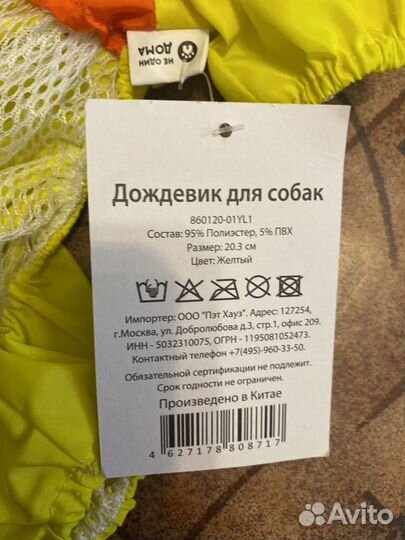 НЕ ОДИН
ДОМА
Дождевик для собак
860120-01YL1
Состав: 95% Полиэстер, 5% ПВХ
Размер: 20.3 см
Цвет: Желтый
Импортер: ООО "Пэт Хауз". Адрес: 127254,
г.Москва, ул. Добролюбова д.3, стр.1, офис 209.
ИНН - 5032310075, ОГРН - 1195081052473.
Контактный телефон +7(495)-960-33-50.
Обязательной сертификации не подлежит.
Срок годности не ограничен.
Произведено в Китае
4 627178 808717
Avito